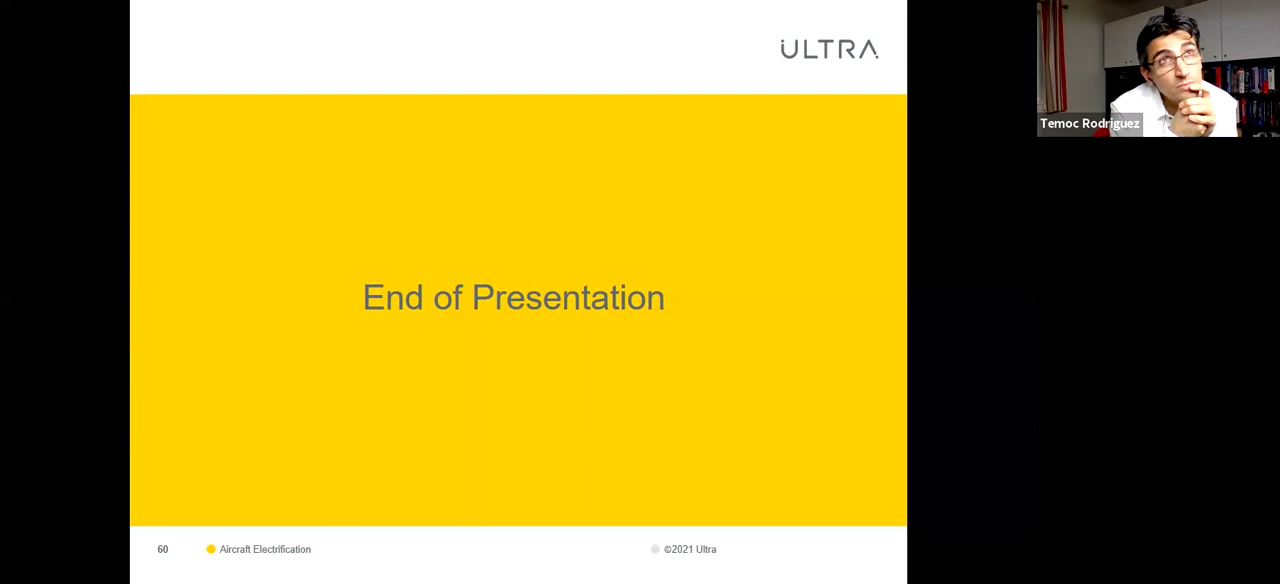 ULTRA
Temoc Rodriguez
End of Presentation
60 Aircraft Electrification ©2021 Ultra